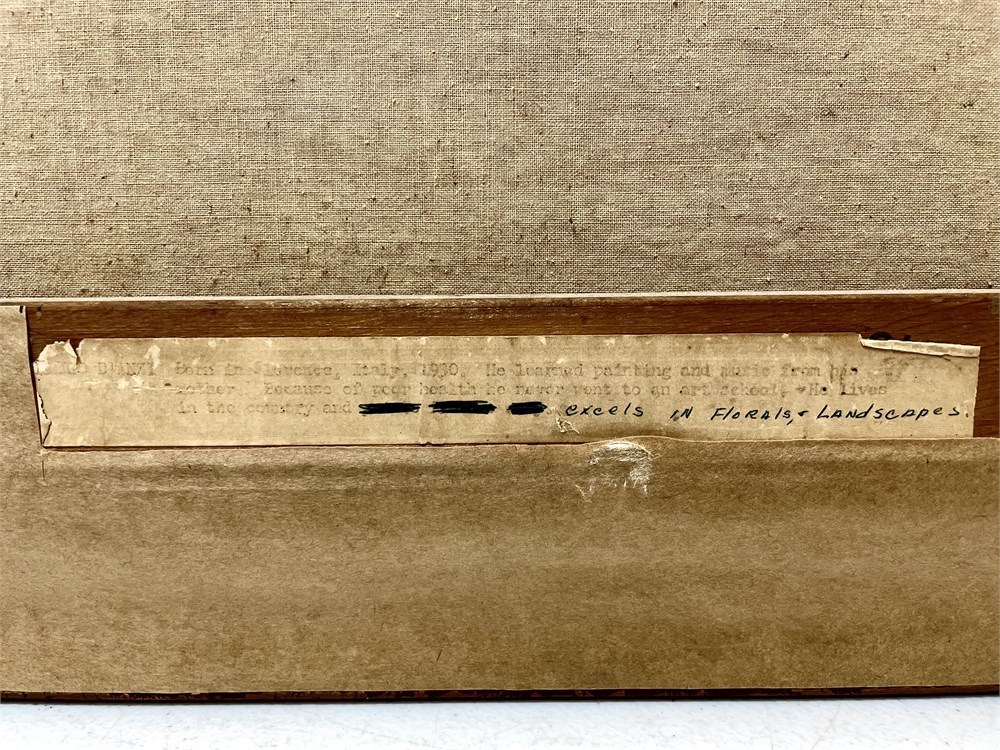 Born in Florence, Italy, 1930. He learned painting and music from his
mother. Because of poor health he never went to an art school. He lives
in the country and excels IN FLORALS, + LANDSCAPES.